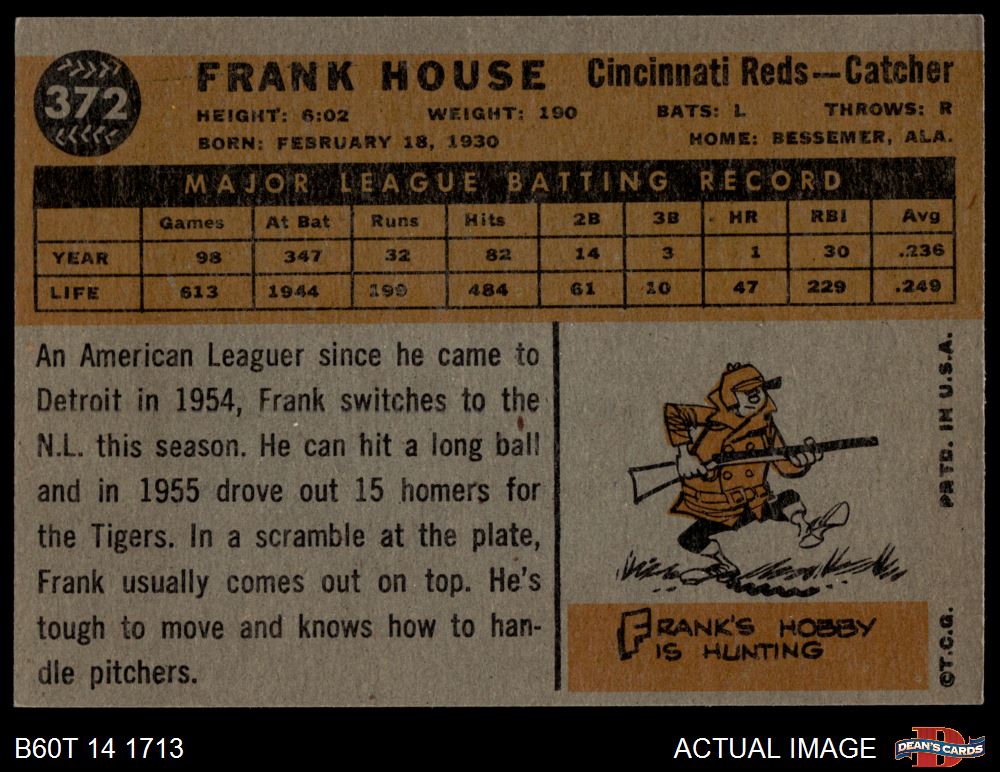 372
FRANK HOUSE Cincinnati Reds—Catcher
HEIGHT: 6:02 WEIGHT: 190 BATS: L THROWS: R
BORN: FEBRUARY 18, 1930 HOME: BESSEMER, ALA.
MAJOR LEAGUE BATTING RECORD
Games At Bat Runs Hits 2B 3B HR RBI Avg
YEAR 98 347 32 82 14 3 1 30 .236
LIFE 613 1944 199 484 61 10 47 229 .249
An American Leaguer since he came to
Detroit in 1954, Frank switches to the
N.L. this season. He can hit a long ball
and in 1955 drove out 15 homers for
the Tigers. In a scramble at the plate,
Frank usually comes out on top. He's
tough to move and knows how to han-
dle pitchers.
FRANK'S HOBBY
IS HUNTING
©T.C.G. PRTD. IN U.S.A.
B60T 14 1713 ACTUAL IMAGE
D
DEAN'S CARDS